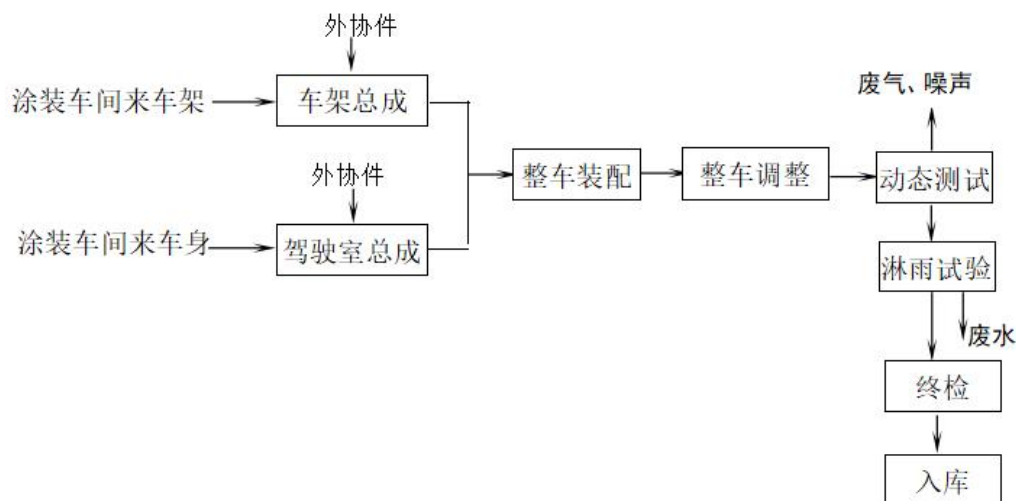 外协件
涂装车间来车架
车架总成
废气、噪声
外协件
整车装配
整车调整
动态测试
涂装车间来车身
驾驶室总成
淋雨试验
废水
终检
入库